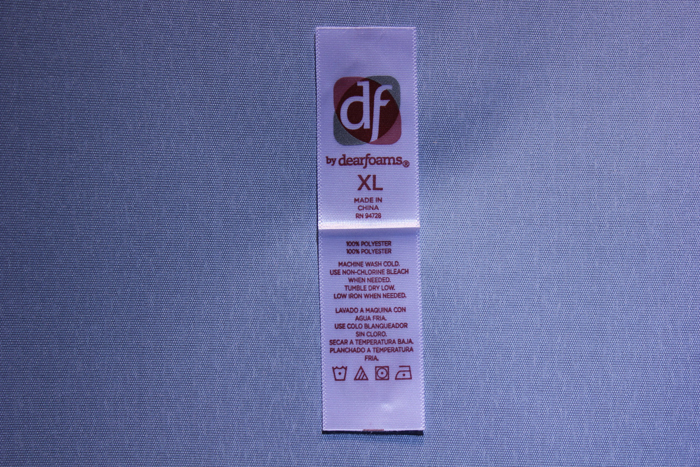 df
by dearfoams®
XL
MADE IN
CHINA
RN 94728
100% POLYESTER
100% POLYESTER
MACHINE WASH COLD.
USE NON-CHLORINE BLEACH
WHEN NEEDED.
TUMBLE DRY LOW.
LOW IRON WHEN NEEDED.
LAVADO A MAQUINA CON
AGUA FRIA.
USE COLO BLANQUEADOR
SIN CLORO.
SECAR A TEMPERATURA BAJA.
PLANCHADO A TEMPERATURA
FRIA.